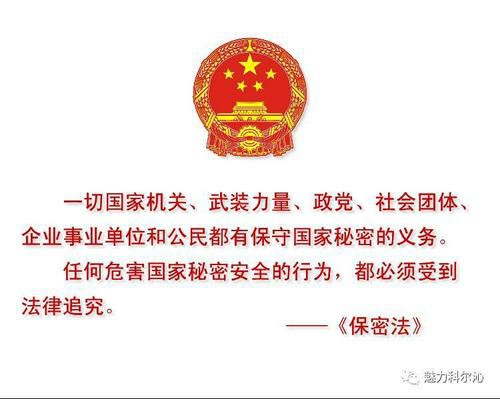 一切国家机关、武装力量、政党、社会团体、
企业事业单位和公民都有保守国家秘密的义务。
任何危害国家秘密安全的行为，都必须受到
法律追究。
——《保密法》
魅力科尔沁